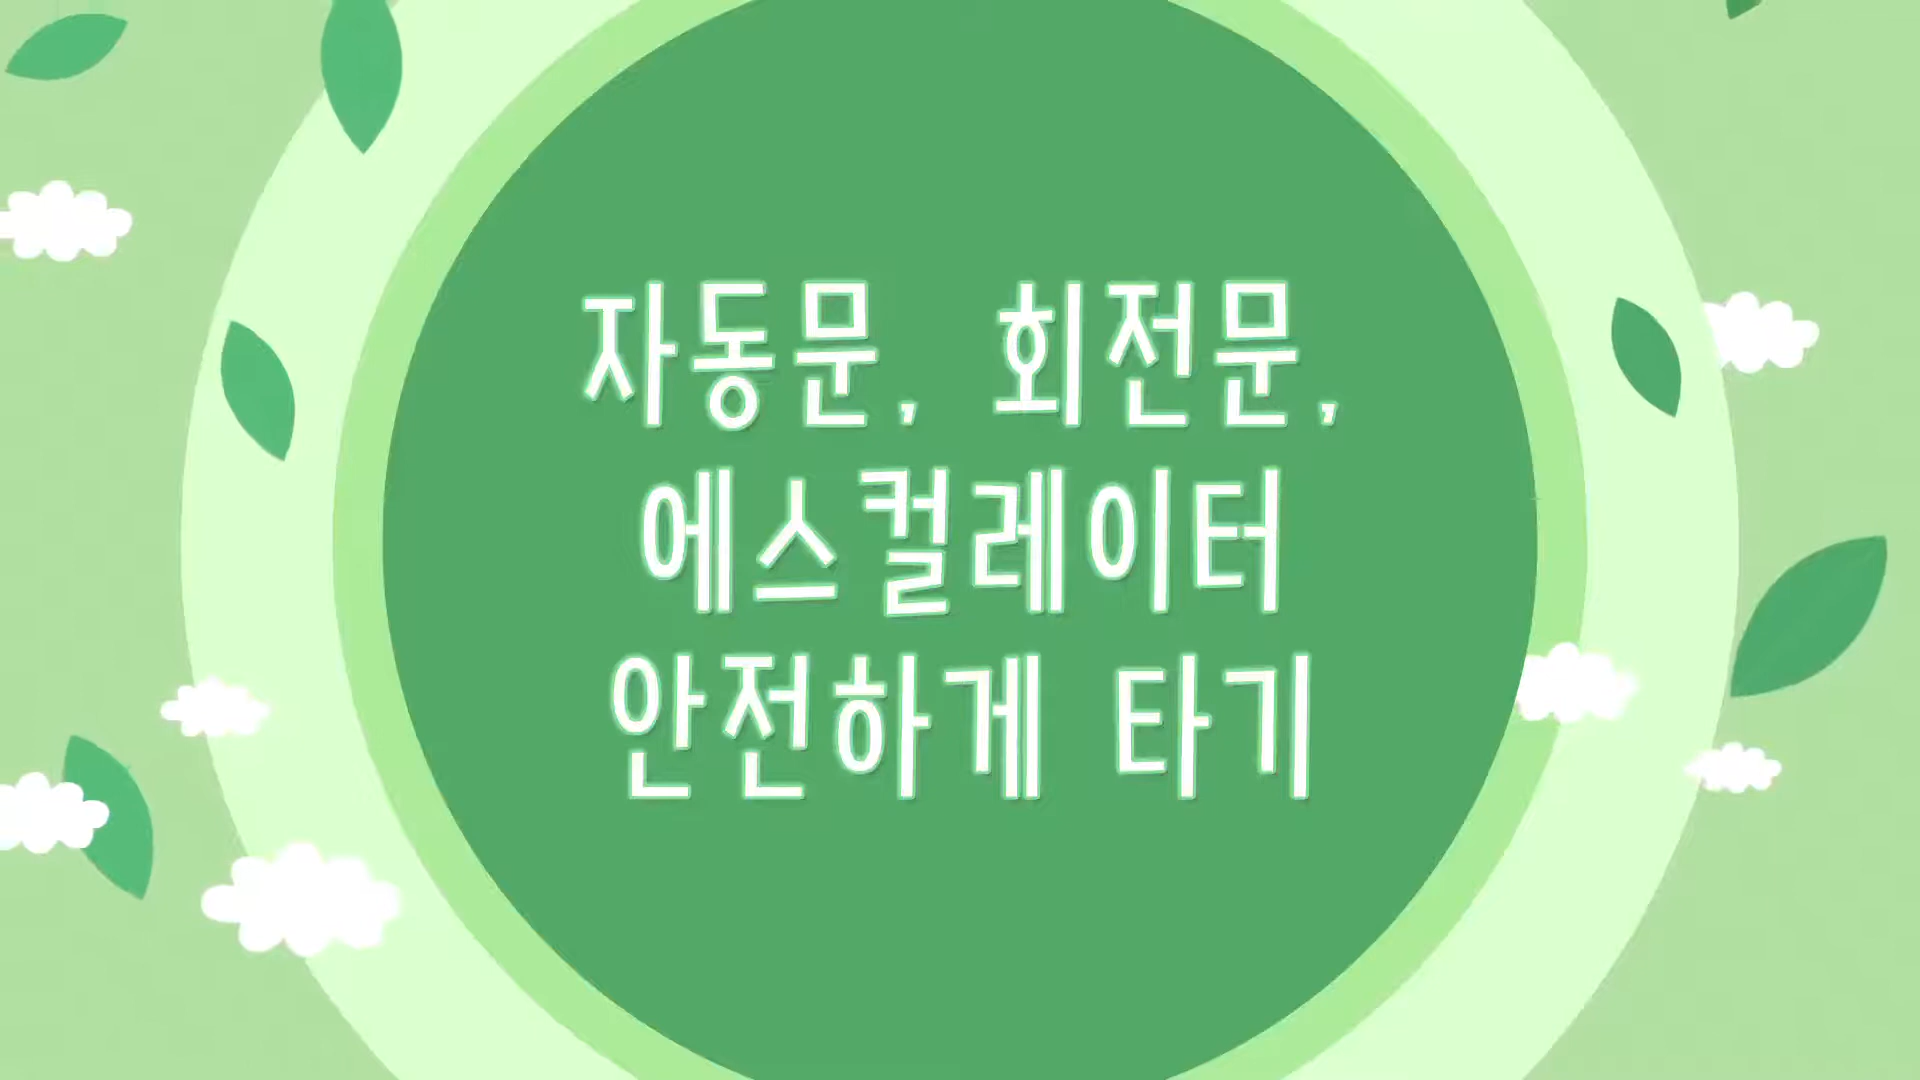 자동문, 회전문,
에스컬레이터
안전하게 타기